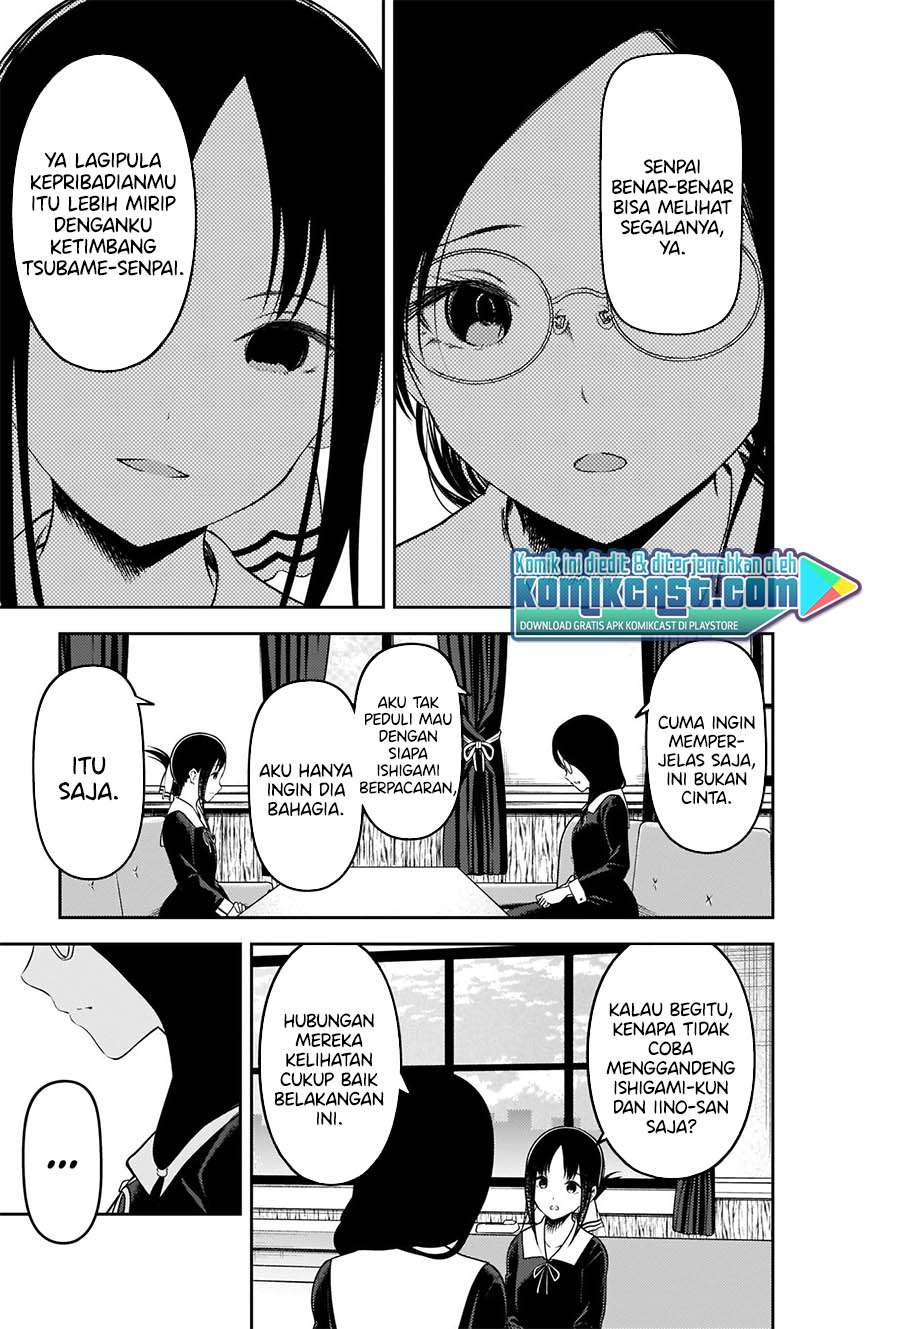 SENPAI
BENAR-BENAR
BISA MELIHAT
SEGALANYA,
YA.
YA LAGIPULA
KEPRIBADIANMU
ITU LEBIH MIRIP
DENGANKU
KETIMBANG
TSUBAME-SENPAI.
Komik ini diedit & diterjemahkan oleh
KOMIKCAST.COM
DOWNLOAD GRATIS APK KOMIKCAST DI PLAYSTORE
CUMA INGIN
MEMPER-
JELAS SAJA,
INI BUKAN
CINTA.
AKU TAK
PEDULI MAU
DENGAN
SIAPA
ISHIGAMI
BERPACARAN,
AKU HANYA
INGIN DIA
BAHAGIA.
ITU
SAJA.
KALAU BEGITU,
KENAPA TIDAK
COBA
MENGGANDENG
ISHIGAMI-KUN
DAN IINO-SAN
SAJA?
HUBUNGAN
MEREKA
KELIHATAN
CUKUP BAIK
BELAKANGAN
INI.
...